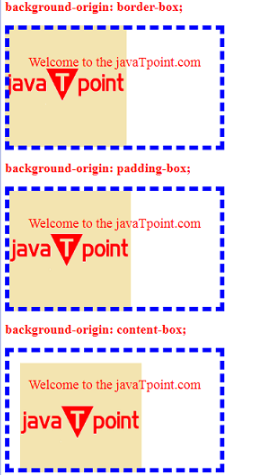 background-origin: border-box;
Welcome to the javaTpoint.com
javaTpoint
background-origin: padding-box;
Welcome to the javaTpoint.com
javaTpoint
background-origin: content-box;
Welcome to the javaTpoint.com
javaTpoint